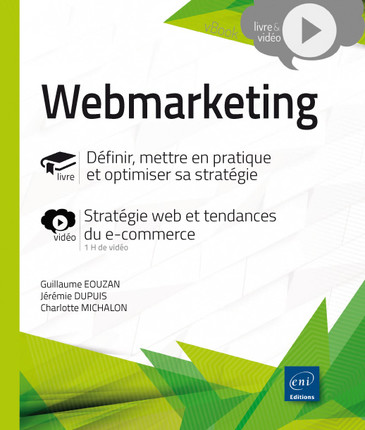 vBook
livre &
vidéo
Webmarketing
livre
Définir, mettre en pratique
et optimiser sa stratégie
vidéo
Stratégie web et tendances
du e-commerce
1 H de vidéo
Guillaume EOUZAN
Jérémie DUPUIS
Charlotte MICHALON
eni
Editions